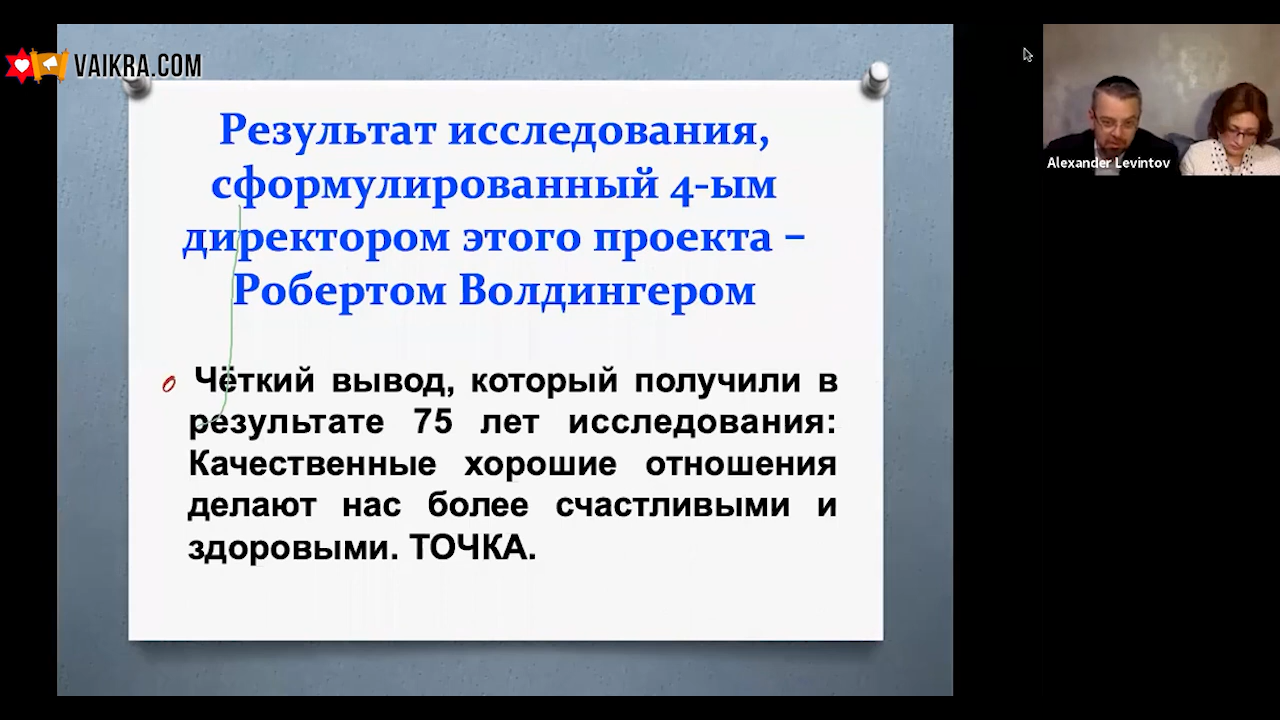 VAIKRA.COM
Результат исследования,
сформулированный 4-ым
директором этого проекта –
Робертом Волдингером
Чёткий вывод, который получили в
результате 75 лет исследования:
Качественные хорошие отношения
делают нас более счастливыми и
здоровыми. ТОЧКА.
Alexander Levintov